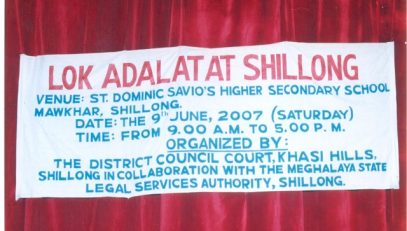 LOK ADALAT AT SHILLONG
VENUE: ST. DOMINIC SAVIO'S HIGHER SECONDARY SCHOOL
MAWKHAR, SHILLONG.
DATE: THE 9TH JUNE, 2007 (SATURDAY)
TIME: FROM 9.00 A.M. TO 5.00 P.M.
ORGANIZED BY:
THE DISTRICT COUNCIL COURT, KHASI HILLS,
SHILLONG IN COLLABORATION WITH THE MEGHALAYA STATE
LEGAL SERVICES AUTHORITY, SHILLONG.